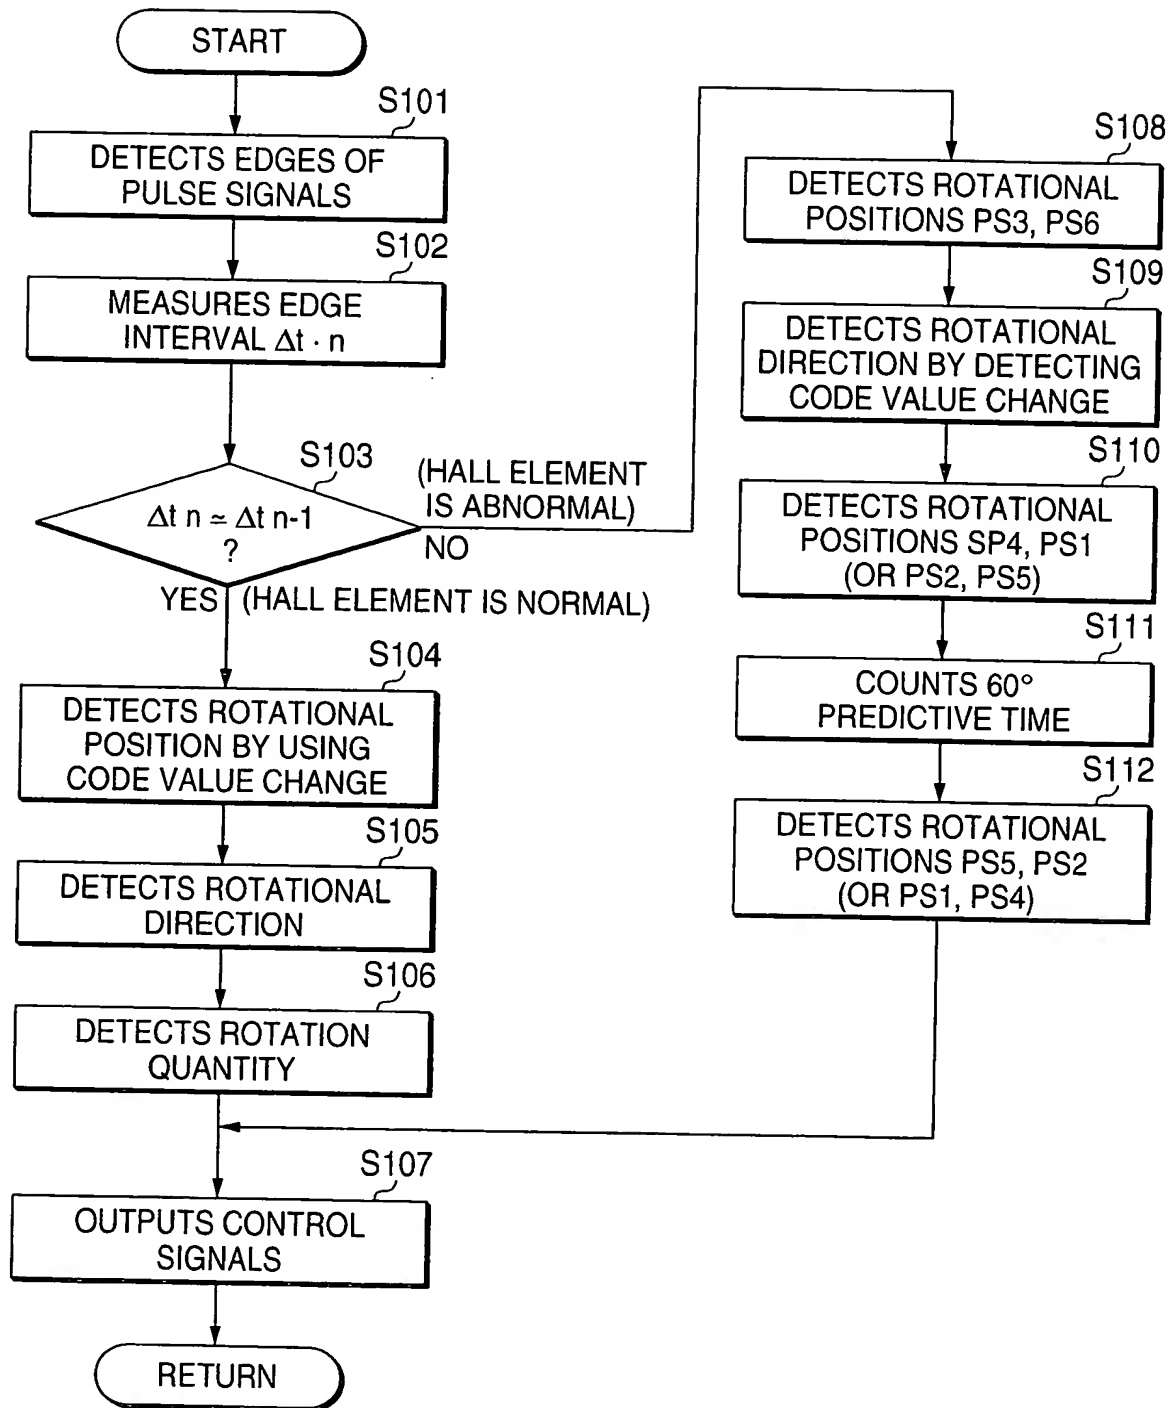 START
S101
DETECTS EDGES OF
PULSE SIGNALS
S102
MEASURES EDGE
INTERVAL Δt · n
S103
Δt n ≃ Δt n-1
?
(HALL ELEMENT
IS ABNORMAL)
NO
YES
(HALL ELEMENT IS NORMAL)
S104
DETECTS ROTATIONAL
POSITION BY USING
CODE VALUE CHANGE
S105
DETECTS ROTATIONAL
DIRECTION
S106
DETECTS ROTATION
QUANTITY
S107
OUTPUTS CONTROL
SIGNALS
RETURN
S108
DETECTS ROTATIONAL
POSITIONS PS3, PS6
S109
DETECTS ROTATIONAL
DIRECTION BY DETECTING
CODE VALUE CHANGE
S110
DETECTS ROTATIONAL
POSITIONS SP4, PS1
(OR PS2, PS5)
S111
COUNTS 60°
PREDICTIVE TIME
S112
DETECTS ROTATIONAL
POSITIONS PS5, PS2
(OR PS1, PS4)